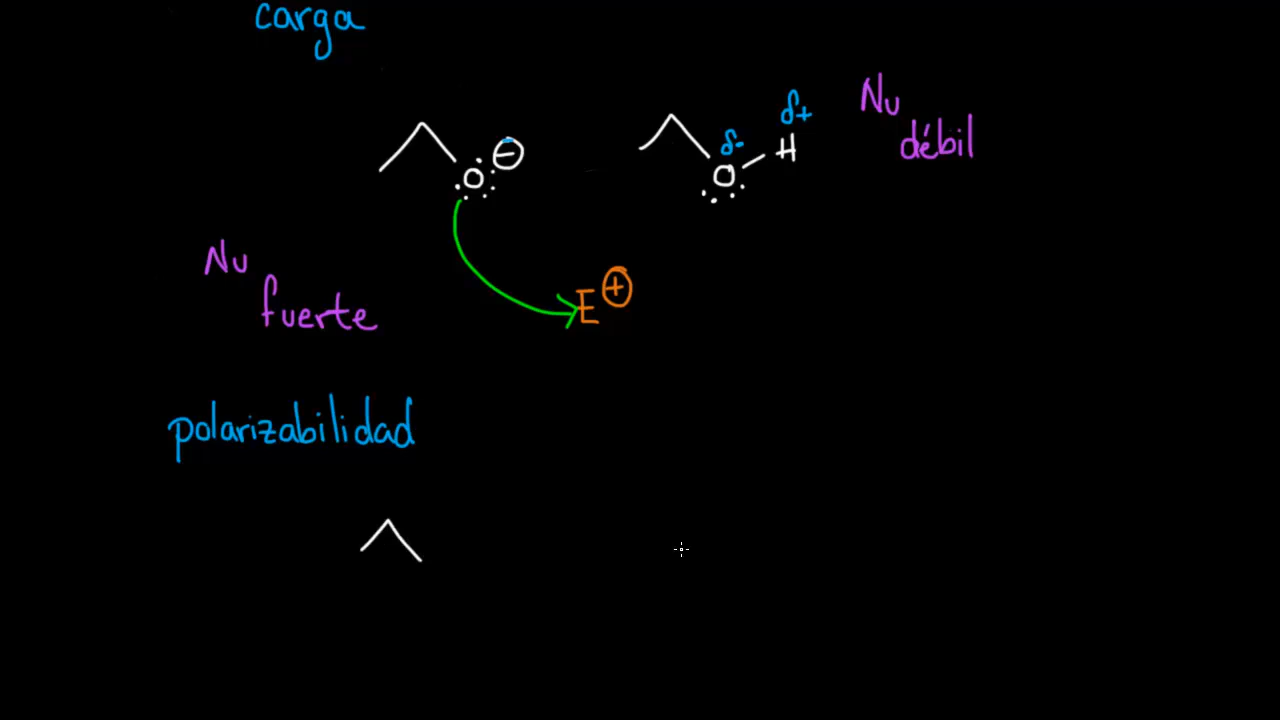 carga
δ+
Nu
débil
⊖
δ-
O
O
H
Nu
fuerte
E⊕
polarizabilidad